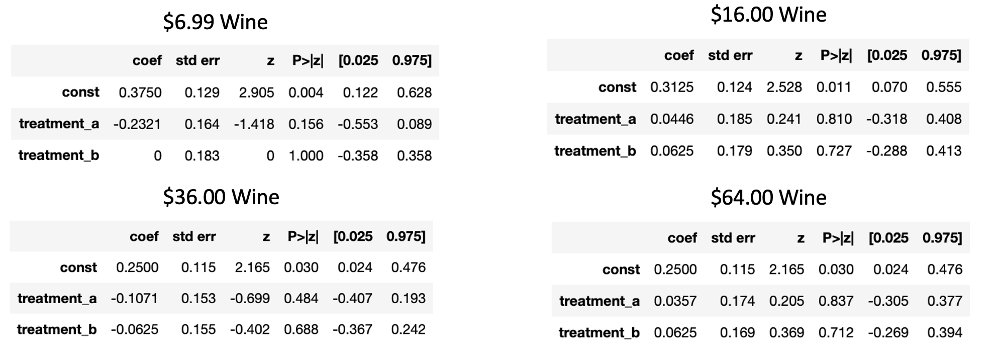 $6.99 Wine
coef std err z P>|z| [0.025 0.975]
const 0.3750 0.129 2.905 0.004 0.122 0.628
treatment_a -0.2321 0.164 -1.418 0.156 -0.553 0.089
treatment_b 0 0.183 0 1.000 -0.358 0.358
$16.00 Wine
coef std err z P>|z| [0.025 0.975]
const 0.3125 0.124 2.528 0.011 0.070 0.555
treatment_a 0.0446 0.185 0.241 0.810 -0.318 0.408
treatment_b 0.0625 0.179 0.350 0.727 -0.288 0.413
$36.00 Wine
coef std err z P>|z| [0.025 0.975]
const 0.2500 0.115 2.165 0.030 0.024 0.476
treatment_a -0.1071 0.153 -0.699 0.484 -0.407 0.193
treatment_b -0.0625 0.155 -0.402 0.688 -0.367 0.242
$64.00 Wine
coef std err z P>|z| [0.025 0.975]
const 0.2500 0.115 2.165 0.030 0.024 0.476
treatment_a 0.0357 0.174 0.205 0.837 -0.305 0.377
treatment_b 0.0625 0.169 0.369 0.712 -0.269 0.394